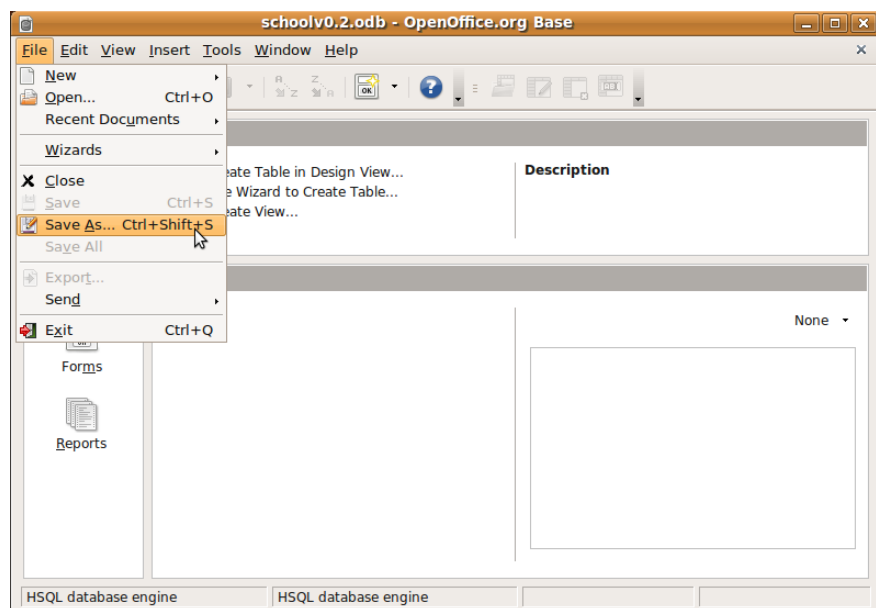 schoolv0.2.odb - OpenOffice.org Base
File Edit View Insert Tools Window Help
New
Open... Ctrl+O
Recent Documents
Wizards
Close
Save Ctrl+S
Save As... Ctrl+Shift+S
Save All
Export...
Send
Exit Ctrl+Q
Table in Design View...
Wizard to Create Table...
View...
Description
None
Forms
Reports
HSQL database engine HSQL database engine